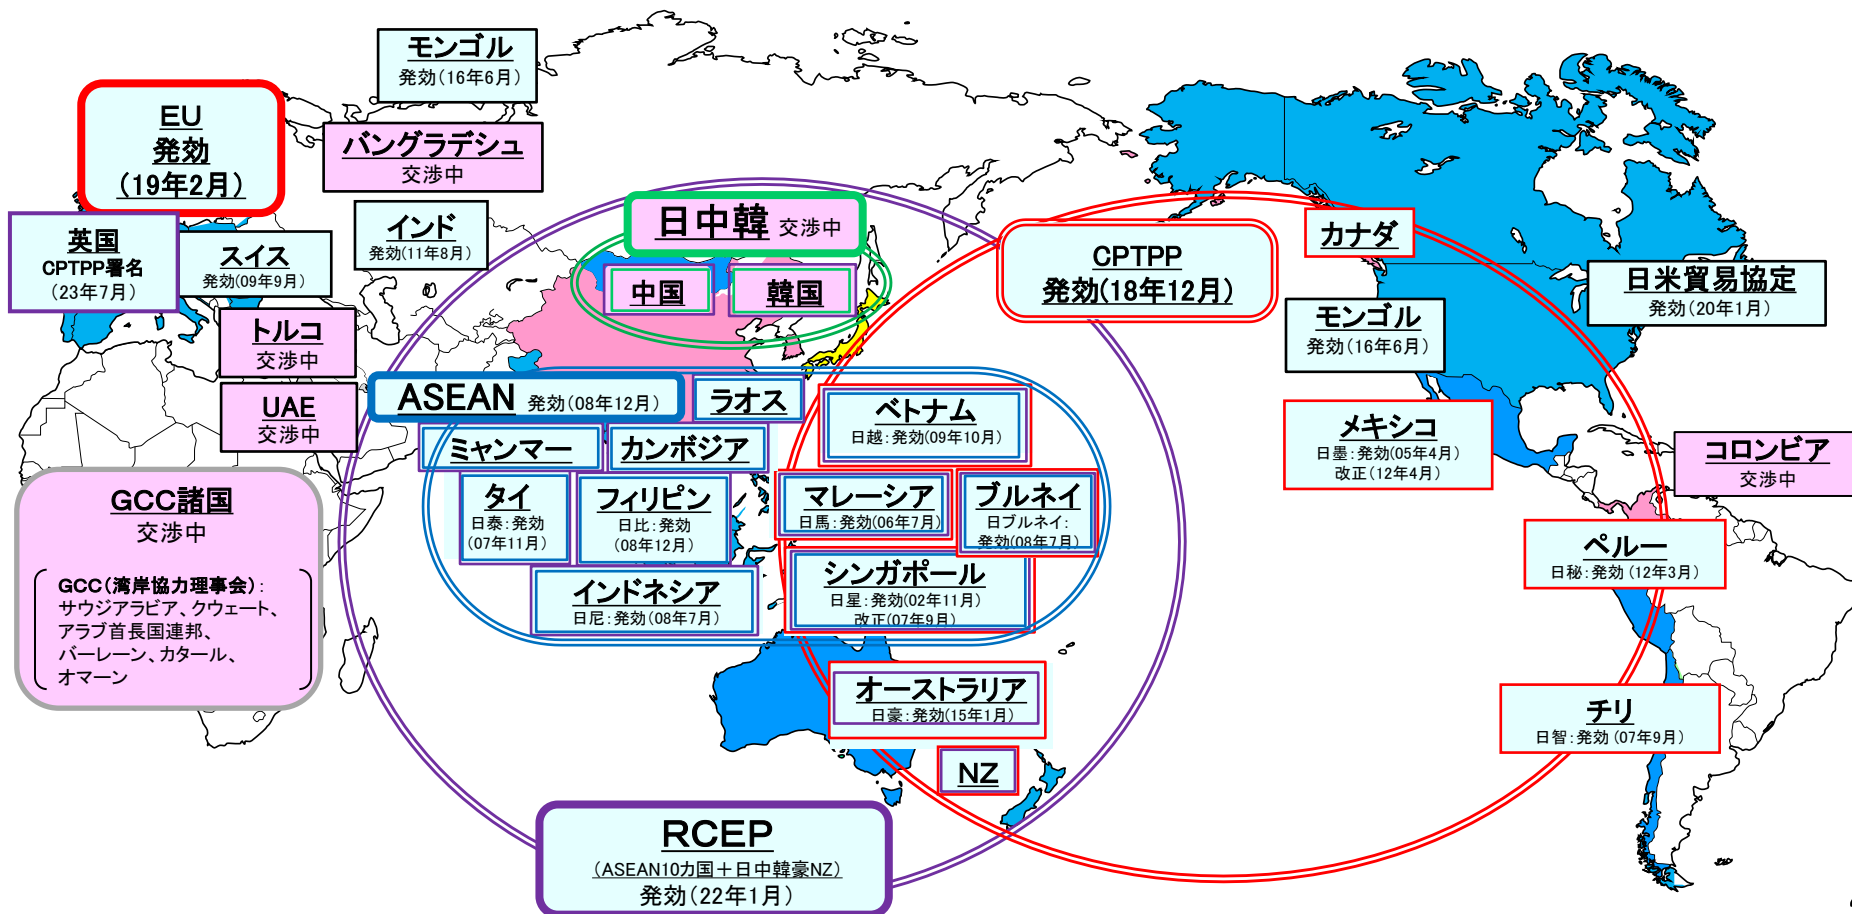 モンゴル
発効(16年6月)
EU
発効
(19年2月)
バングラデシュ
交渉中
英国
CPTPP署名
(23年7月)
スイス
発効(09年9月)
インド
発効(11年8月)
日中韓 交渉中
中国
韓国
CPTPP
発効(18年12月)
カナダ
日米貿易協定
発効(20年1月)
モンゴル
発効(16年6月)
トルコ
交渉中
UAE
交渉中
ASEAN 発効(08年12月)
ラオス
ミャンマー
カンボジア
ベトナム
日越:発効(09年10月)
タイ
日泰:発効
(07年11月)
フィリピン
日比:発効
(08年12月)
マレーシア
日馬:発効(06年7月)
ブルネイ
日ブルネイ:
発効(08年7月)
インドネシア
日尼:発効(08年7月)
シンガポール
日星:発効(02年11月)
改正(07年9月)
メキシコ
日墨:発効(05年4月)
改正(12年4月)
コロンビア
交渉中
ペルー
日秘:発効(12年3月)
GCC諸国
交渉中
GCC(湾岸協力理事会):
サウジアラビア、クウェート、
アラブ首長国連邦、
バーレーン、カタール、
オマーン
オーストラリア
日豪:発効(15年1月)
チリ
日智:発効(07年9月)
NZ
RCEP
(ASEAN10カ国+日中韓豪NZ)
発効(22年1月)